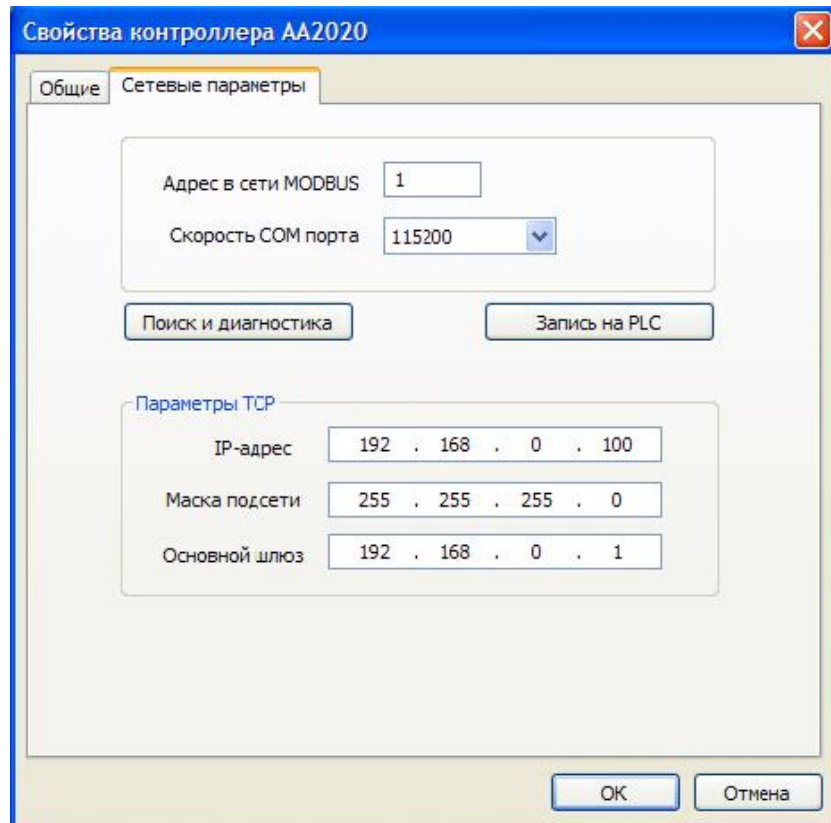 Свойства контроллера AA2020
Общие Сетевые параметры
Адрес в сети MODBUS 1
Скорость COM порта 115200
Поиск и диагностика Запись на PLC
Параметры TCP
IP-адрес 192 . 168 . 0 . 100
Маска подсети 255 . 255 . 255 . 0
Основной шлюз 192 . 168 . 0 . 1
OK Отмена